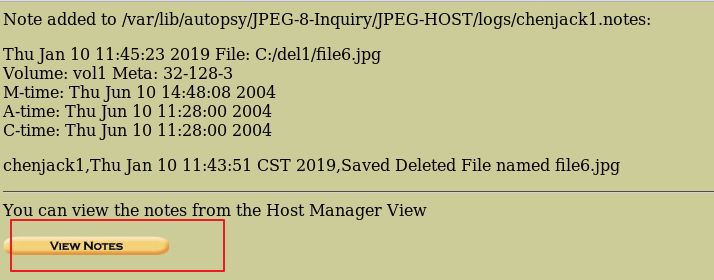 Note added to /var/lib/autopsy/JPEG-8-Inquiry/JPEG-HOST/logs/chenjack1.notes:
Thu Jan 10 11:45:23 2019 File: C:/del1/file6.jpg
Volume: vol1 Meta: 32-128-3
M-time: Thu Jun 10 14:48:08 2004
A-time: Thu Jun 10 11:28:00 2004
C-time: Thu Jun 10 11:28:00 2004
chenjack1,Thu Jan 10 11:43:51 CST 2019,Saved Deleted File named file6.jpg
You can view the notes from the Host Manager View
VIEW NOTES